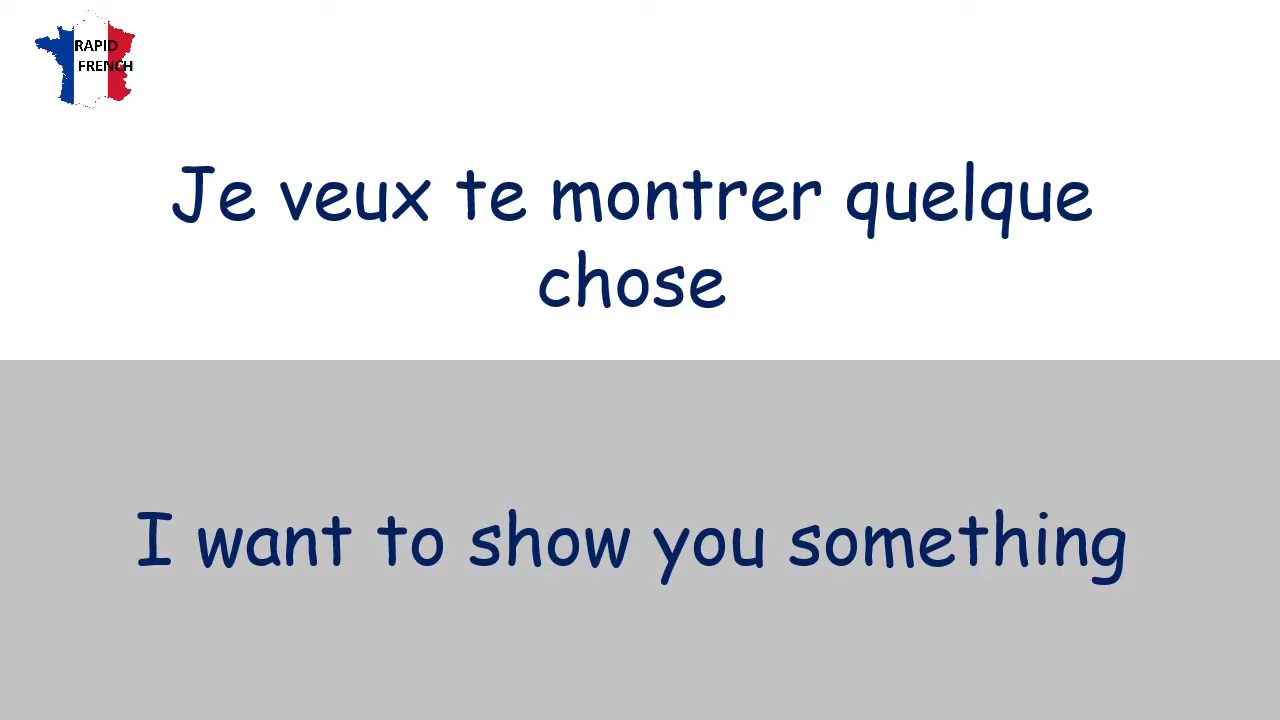 RAPID
FRENCH
Je veux te montrer quelque
chose
I want to show you something